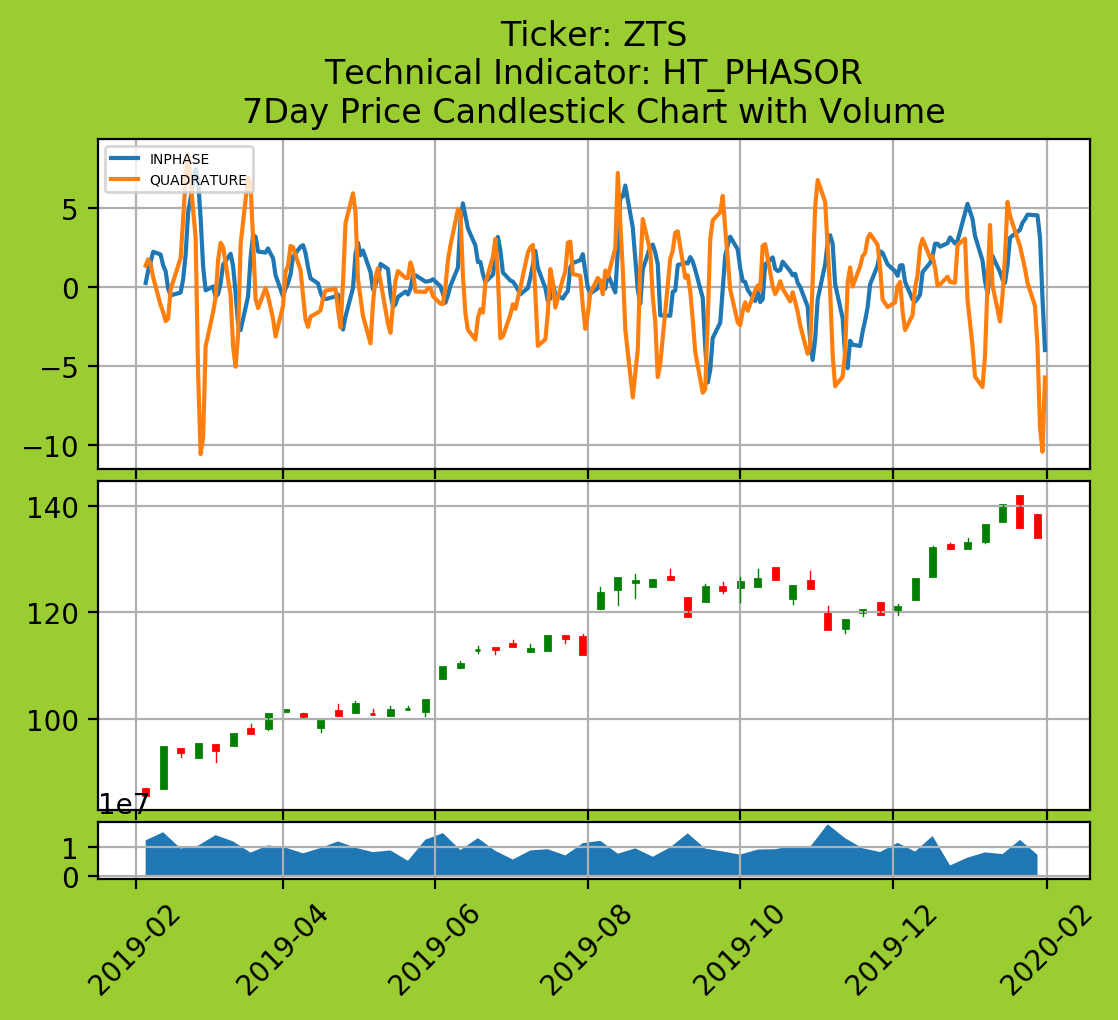 Ticker: ZTS
Technical Indicator: HT_PHASOR
7Day Price Candlestick Chart with Volume
INPHASE
QUADRATURE
5
0
−5
−10
140
120
100
1e7
1
0
2019-02
2019-04
2019-06
2019-08
2019-10
2019-12
2020-02